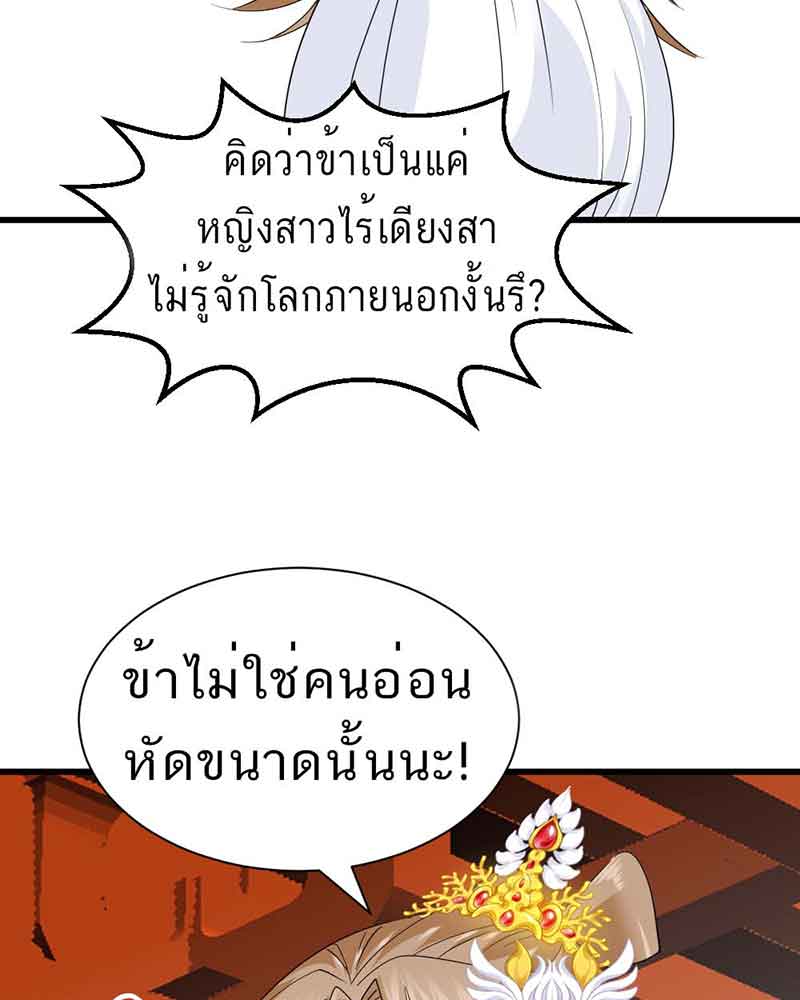 คิดว่าข้าเป็นแค่
หญิงสาวไร้เดียงสา
ไม่รู้จักโลกภายนอกงั้นรึ?
ข้าไม่ใช่คนอ่อน
หัดขนาดนั้นนะ!